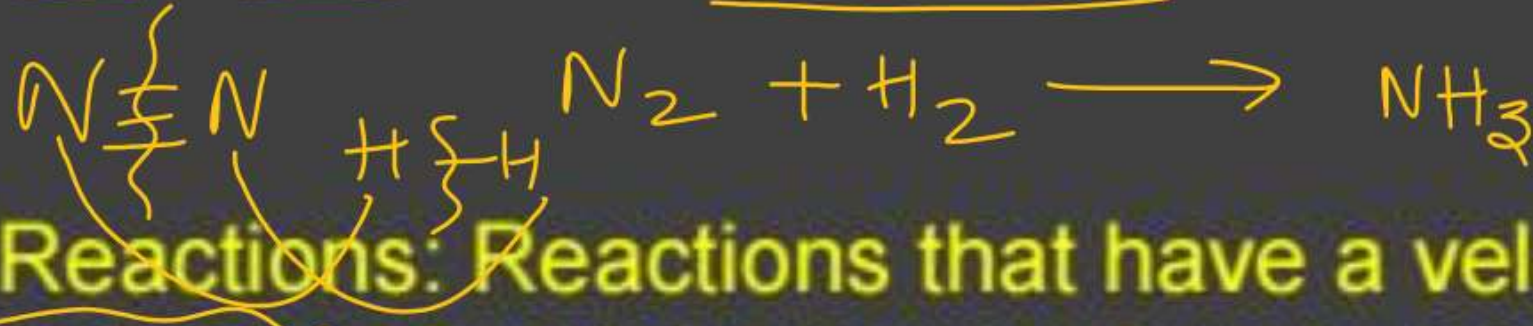 N≡N H-H N₂ + H₂ ⟶ NH₃
Reactions: Reactions that have a vel